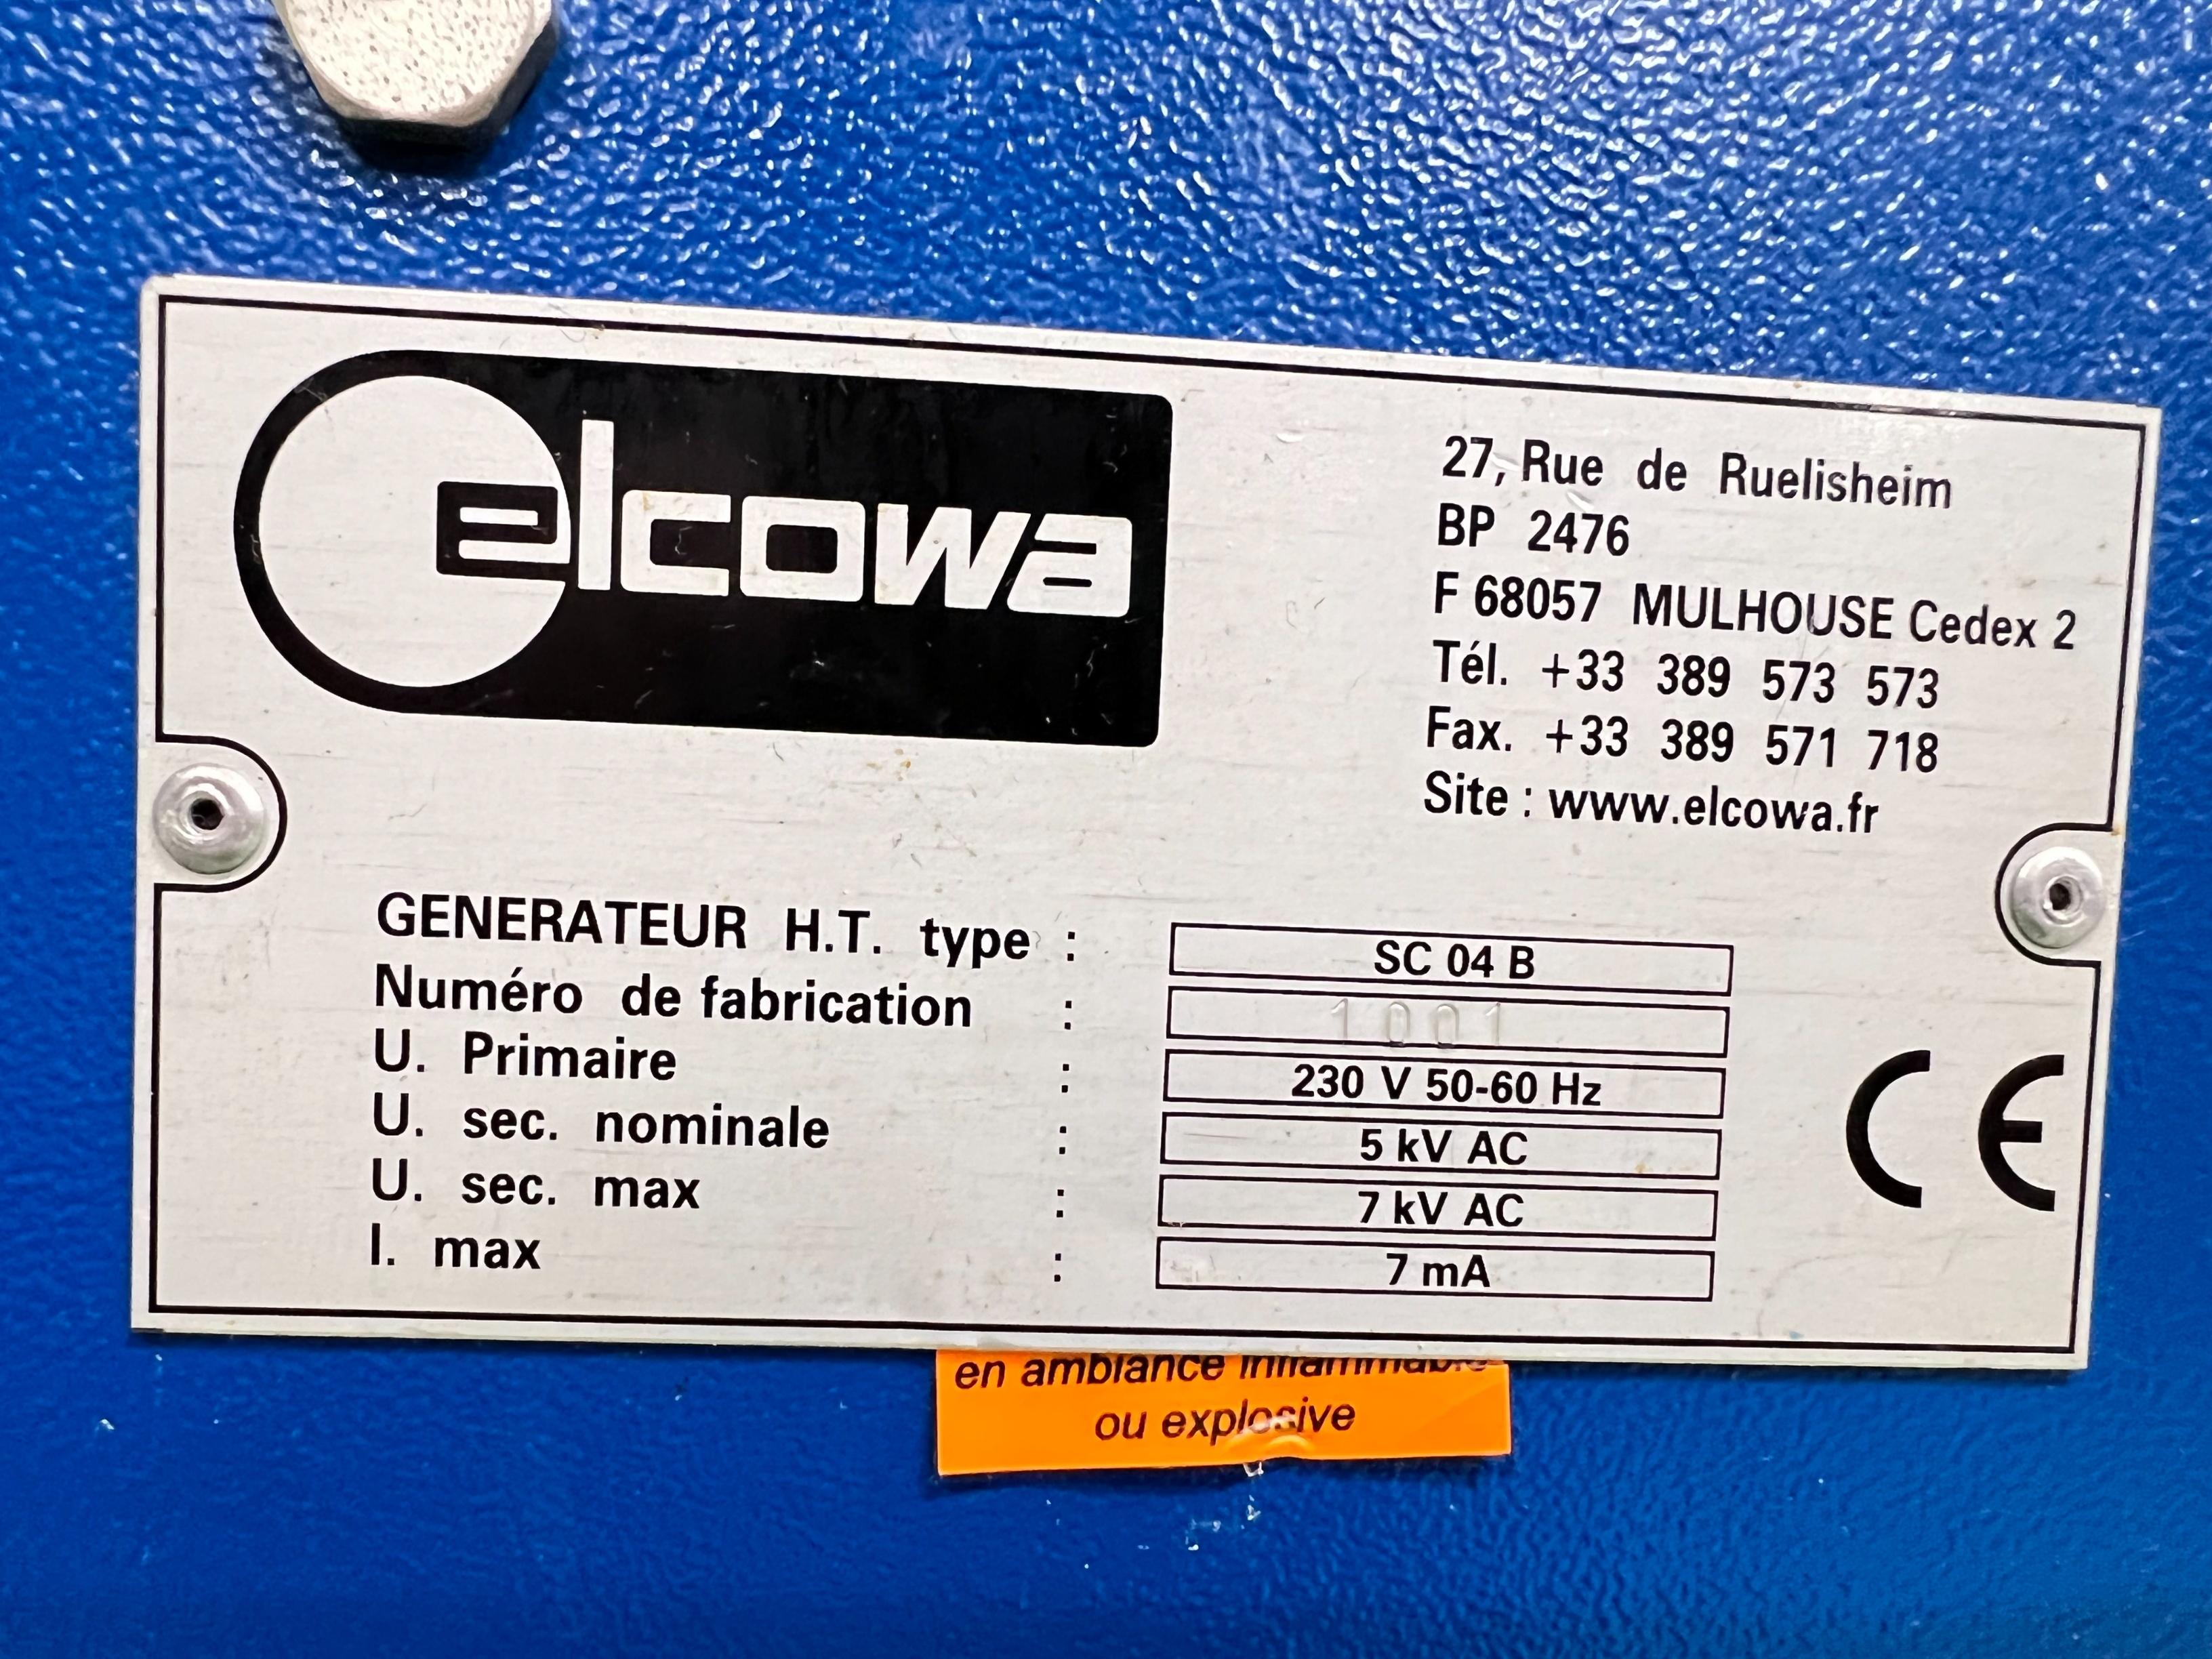 elcowa
27, Rue de Ruelisheim
BP 2476
F 68057 MULHOUSE Cedex 2
Tél. +33 389 573 573
Fax. +33 389 571 718
Site : www.elcowa.fr
GENERATEUR H.T. type : SC 04 B
Numéro de fabrication : 1001
U. Primaire : 230 V 50-60 Hz
U. sec. nominale : 5 kV AC
U. sec. max : 7 kV AC
I. max : 7 mA
CE
en ambiance inflammable
ou explosive